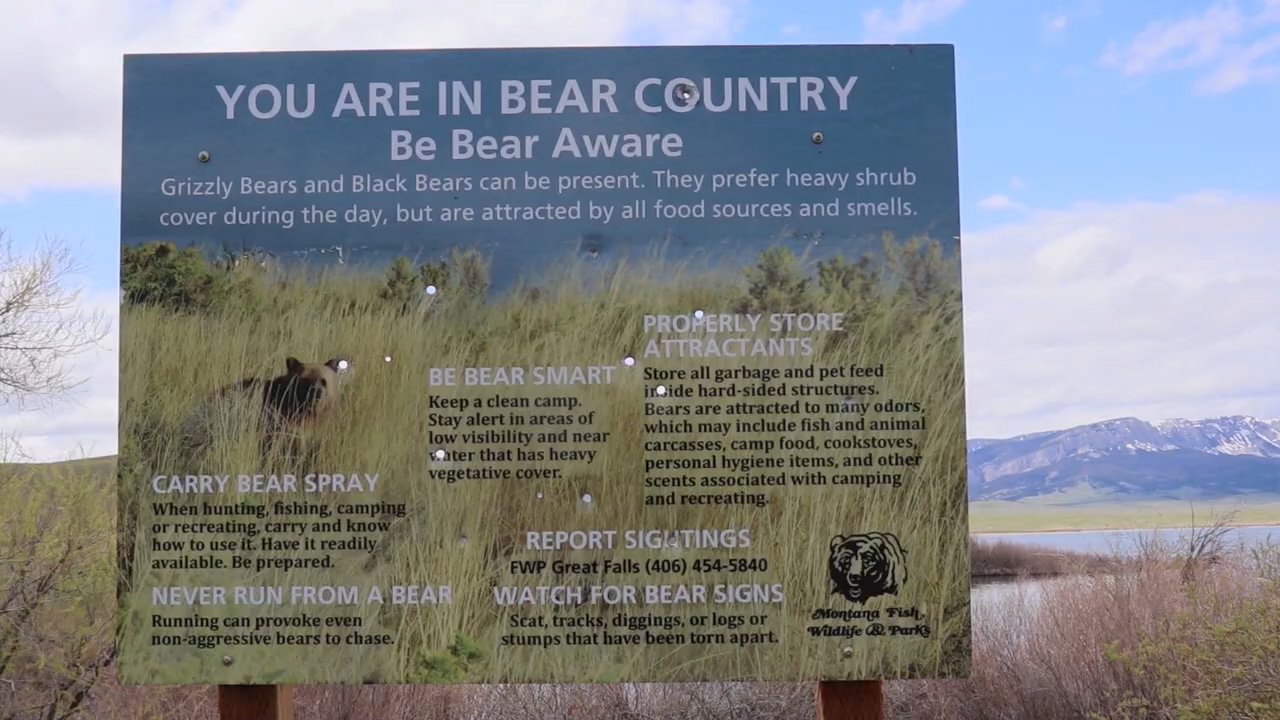 YOU ARE IN BEAR COUNTRY
Be Bear Aware
Grizzly Bears and Black Bears can be present. They prefer heavy shrub
cover during the day, but are attracted by all food sources and smells.
CARRY BEAR SPRAY
When hunting, fishing, camping
or recreating, carry and know
how to use it. Have it readily
available. Be prepared.
NEVER RUN FROM A BEAR
Running can provoke even
non-aggressive bears to chase.
BE BEAR SMART
Keep a clean camp.
Stay alert in areas of
low visibility and near
water that has heavy
vegetative cover.
PROPERLY STORE
ATTRACTANTS
Store all garbage and pet feed
inside hard-sided structures.
Bears are attracted to many odors,
which may include fish and animal
carcasses, camp food, cookstoves,
personal hygiene items, and other
scents associated with camping
and recreating.
REPORT SIGHTINGS
FWP Great Falls (406) 454-5840
WATCH FOR BEAR SIGNS
Scat, tracks, diggings, or logs or
stumps that have been torn apart.
Montana Fish,
Wildlife & Parks